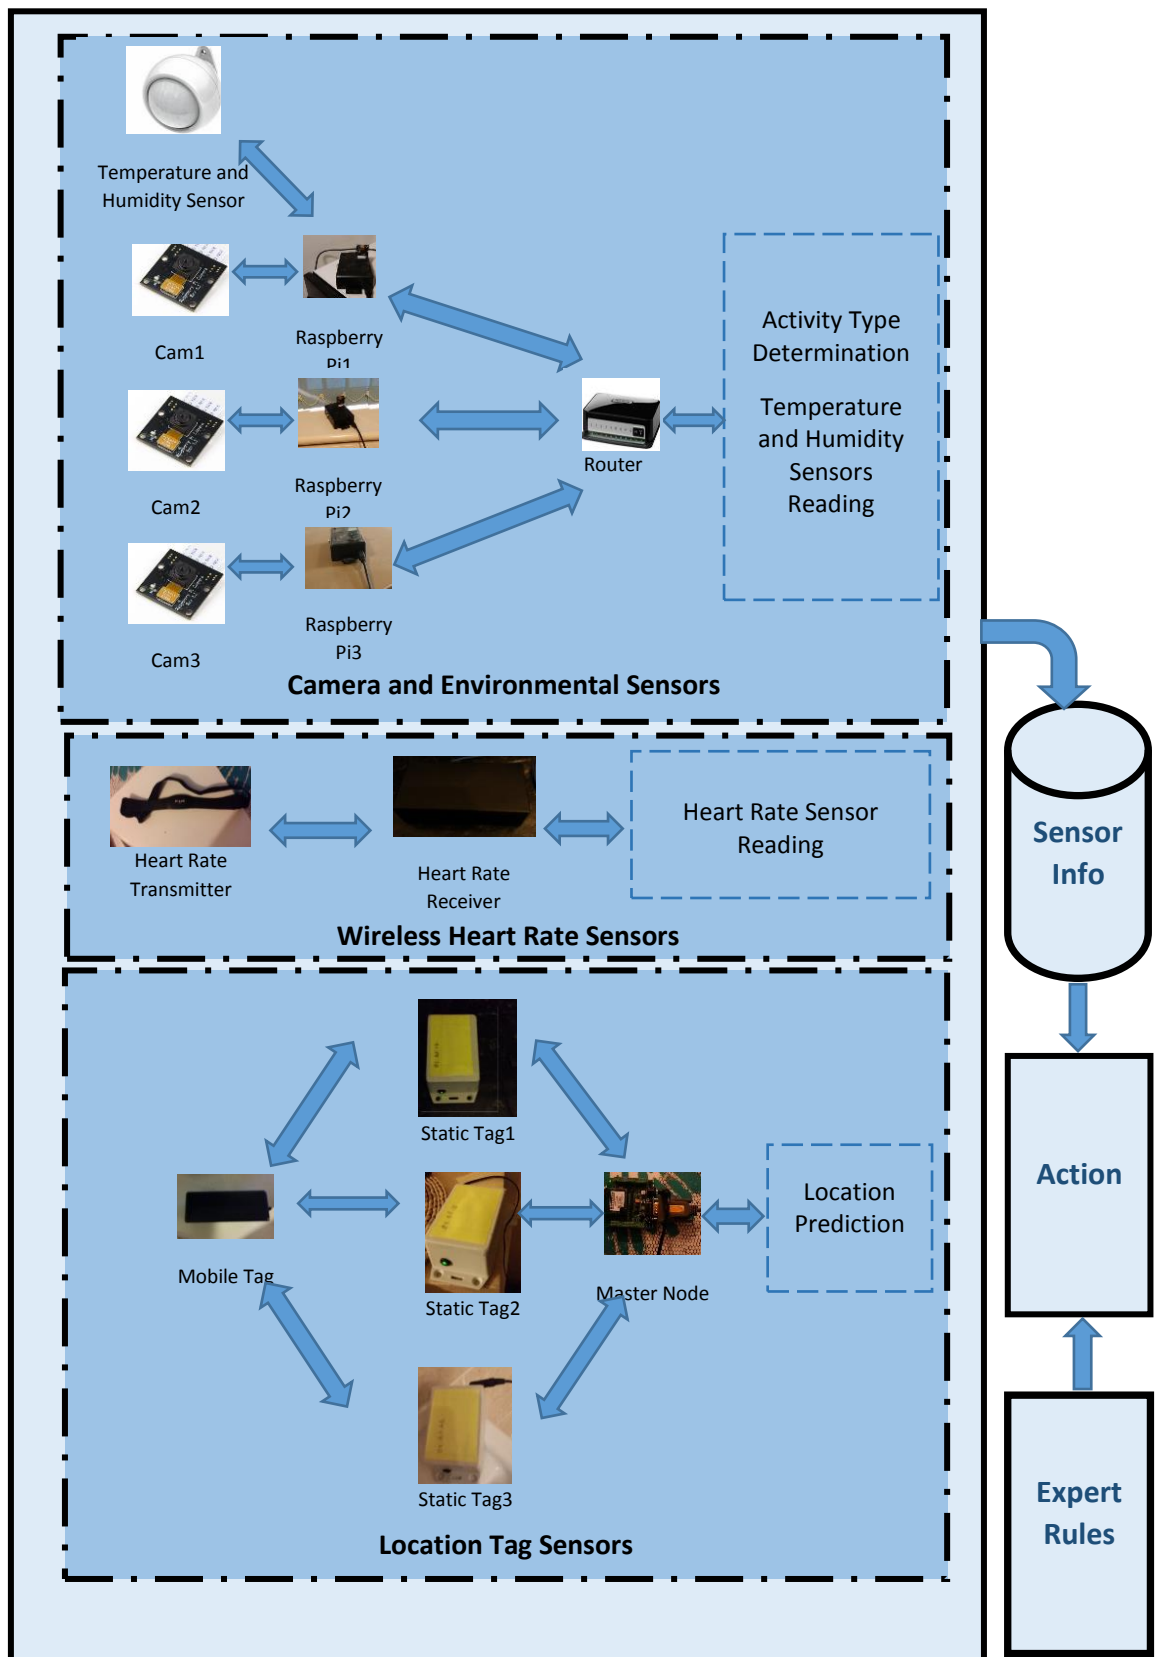 Temperature and
Humidity Sensor
Cam1
Raspberry
Pi1
Cam2
Raspberry
Pi2
Cam3
Raspberry
Pi3
Router
Activity Type
Determination
Temperature
and Humidity
Sensors
Reading
Camera and Environmental Sensors
Heart Rate
Transmitter
Heart Rate
Receiver
Heart Rate Sensor
Reading
Wireless Heart Rate Sensors
Static Tag1
Mobile Tag
Static Tag2
Master Node
Location
Prediction
Static Tag3
Location Tag Sensors
Sensor
Info
Action
Expert
Rules